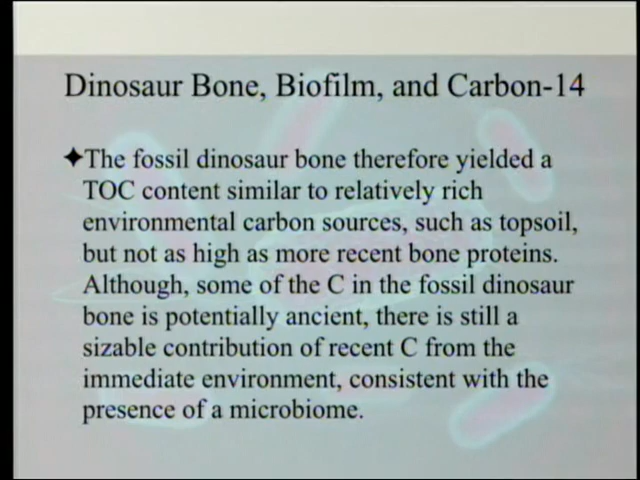 Dinosaur Bone, Biofilm, and Carbon-14
✦The fossil dinosaur bone therefore yielded a
TOC content similar to relatively rich
environmental carbon sources, such as topsoil,
but not as high as more recent bone proteins.
Although, some of the C in the fossil dinosaur
bone is potentially ancient, there is still a
sizable contribution of recent C from the
immediate environment, consistent with the
presence of a microbiome.